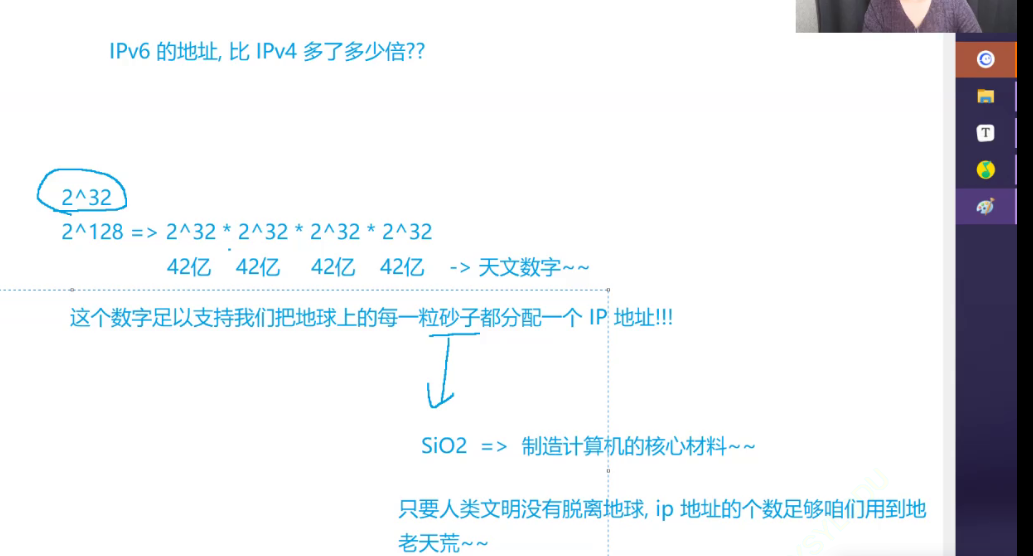 IPv6 的地址, 比 IPv4 多了多少倍??
2^32
2^128 => 2^32 * 2^32 * 2^32 * 2^32
42亿 42亿 42亿 42亿 -> 天文数字~~
这个数字足以支持我们把地球上的每一粒砂子都分配一个 IP 地址!!!
SiO2 => 制造计算机的核心材料~~
只要人类文明没有脱离地球, ip 地址的个数足够咱们用到地
老天荒~~
T